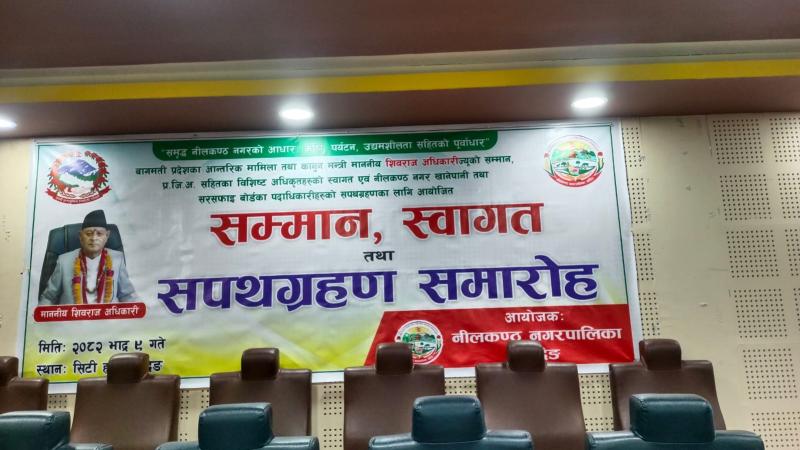 "समृद्ध नीलकण्ठ नगरको आधार कृषि, पर्यटन, उद्यमशीलता सहितको पूर्वाधार"
बागमती प्रदेशका आन्तरिक मामिला तथा कानुन मन्त्री माननीय शिवराज अधिकारीज्यूको सम्मान,
प्र.जि.अ. सहितका विशिष्ट अधिकृतहरुको स्वागत एवं नीलकण्ठ नगर खानेपानी तथा
सरसफाइ बोर्डका पदाधिकारीहरुको सपथग्रहणका लागि आयोजित
सम्मान, स्वागत
तथा
सपथग्रहण समारोह
माननीय शिवराज अधिकारी
मितिः २०८२ भाद्र ९ गते
स्थानः सिटी
आयोजकः
नीलकण्ठ नगरपालिका